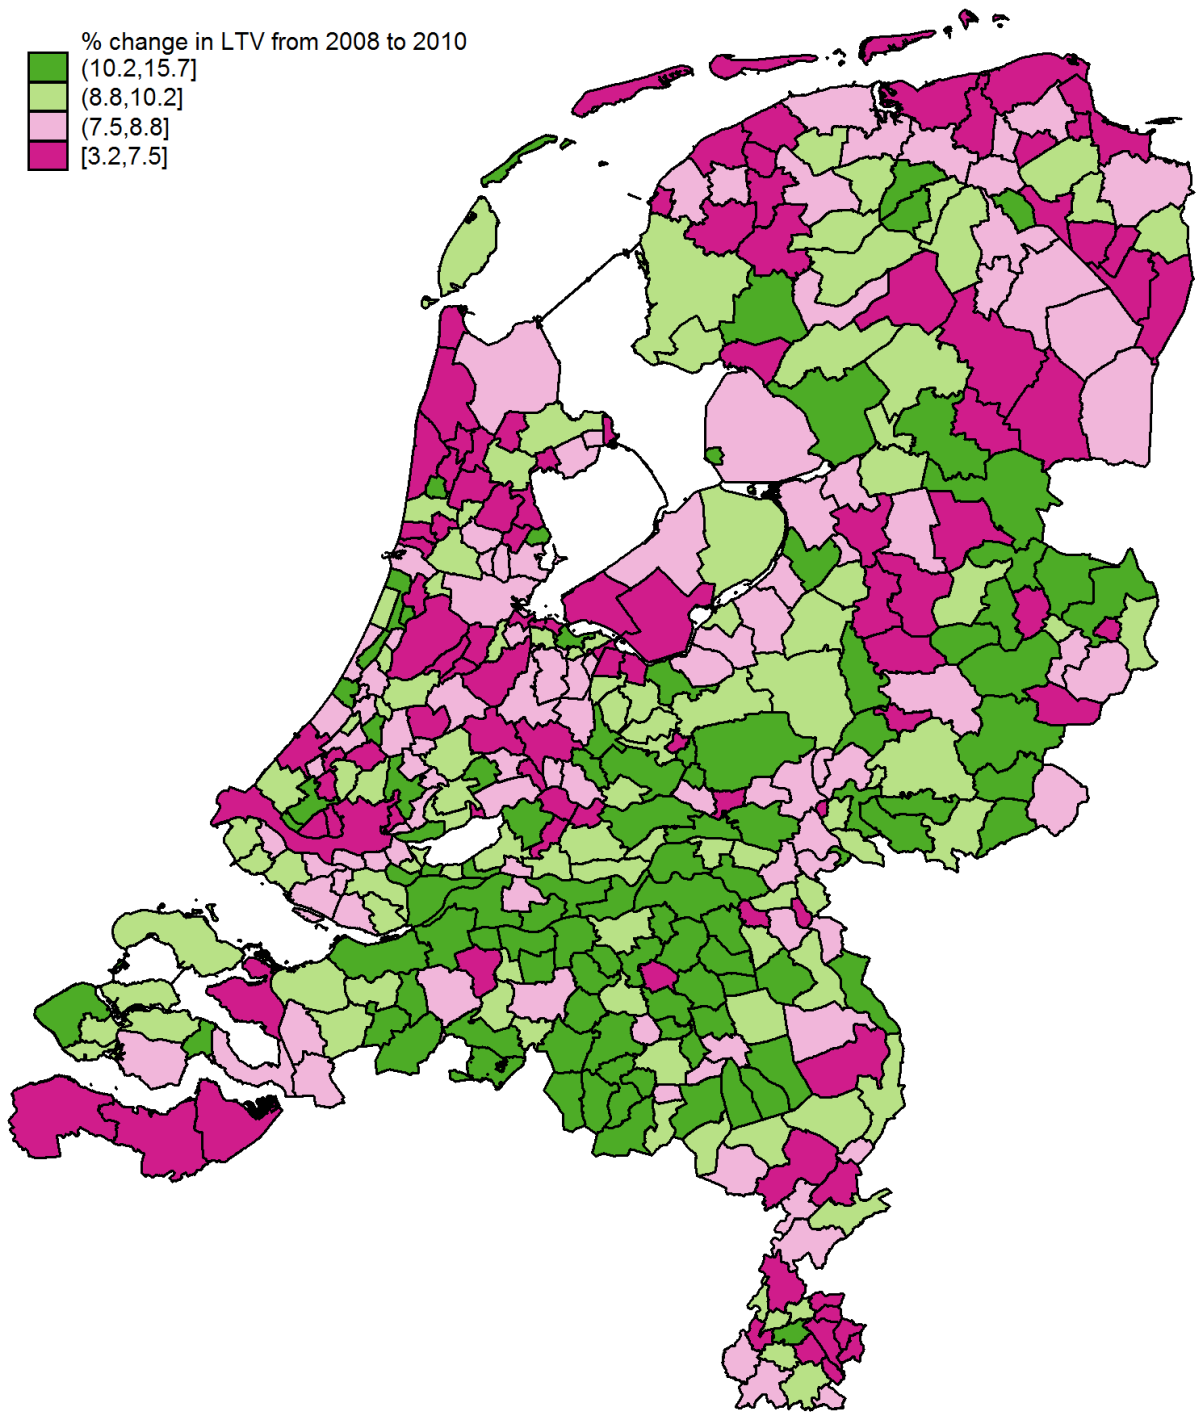 % change in LTV from 2008 to 2010
(10.2,15.7]
(8.8,10.2]
(7.5,8.8]
[3.2,7.5]